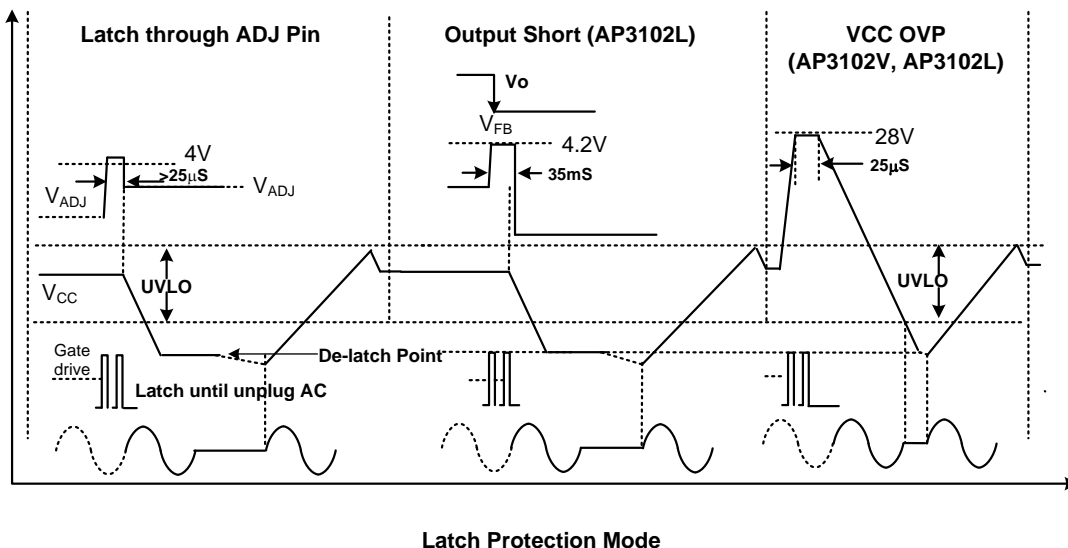 Latch through ADJ Pin
Output Short (AP3102L)
VCC OVP
(AP3102V, AP3102L)
Vo
VFB
4V
4.2V
28V
>25μS
35mS
25μS
VADJ
VADJ
UVLO
UVLO
VCC
Gate
drive
De-latch Point
Latch until unplug AC
Latch Protection Mode